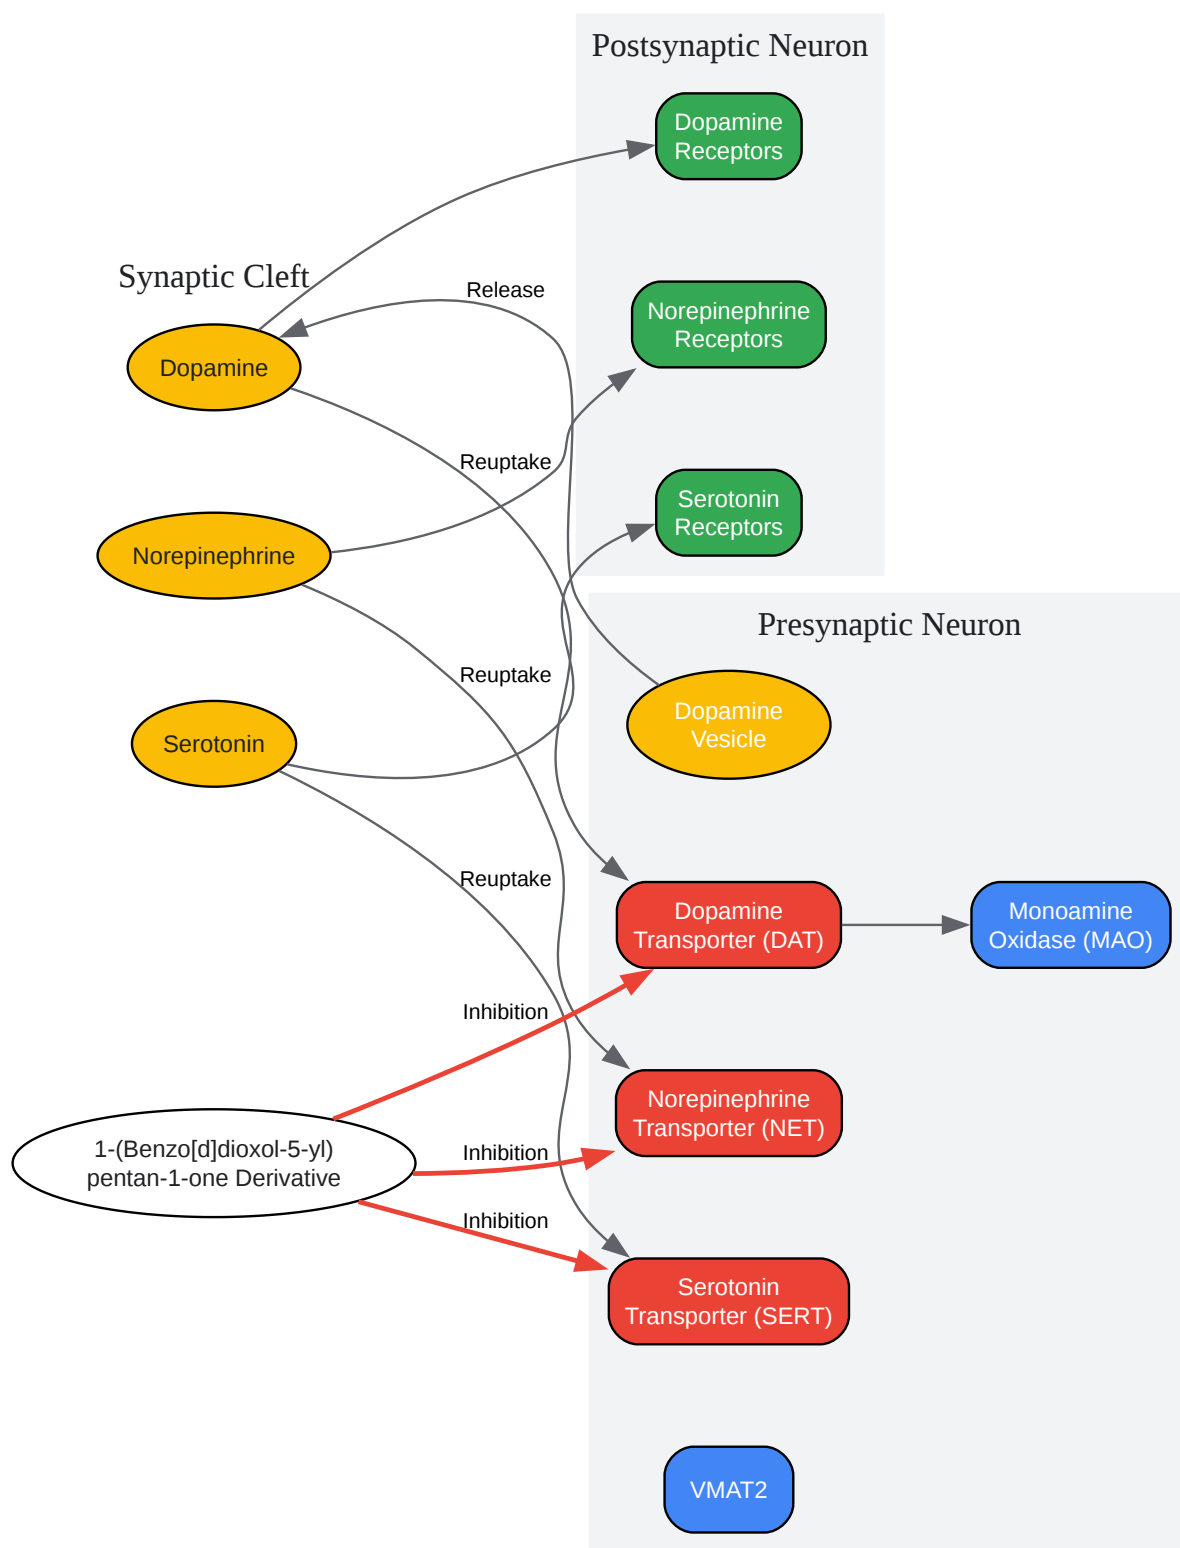 Postsynaptic Neuron
Dopamine
Receptors
Synaptic Cleft
Release
Norepinephrine
Receptors
Dopamine
Reuptake
Serotonin
Receptors
Norepinephrine
Presynaptic Neuron
Reuptake
Dopamine
Vesicle
Serotonin
Reuptake
Dopamine
Transporter (DAT)
Monoamine
Oxidase (MAO)
Inhibition
Norepinephrine
Transporter (NET)
1-(Benzo[d]dioxol-5-yl)
pentan-1-one Derivative
Inhibition
Inhibition
Serotonin
Transporter (SERT)
VMAT2